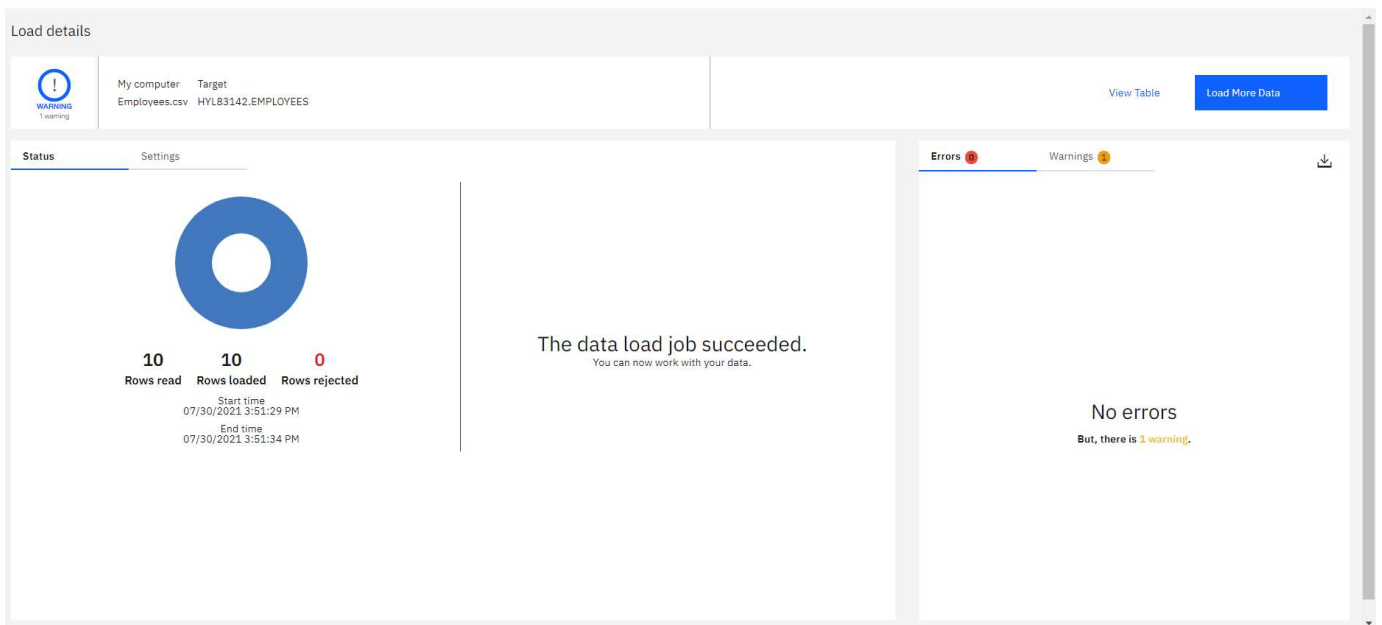 Load details
!
WARNING
1 warning
My computer Target
Employees.csv HYL83142.EMPLOYEES
View Table
Load More Data
Status Settings
10 10 0
Rows read Rows loaded Rows rejected
Start time
07/30/2021 3:51:29 PM
End time
07/30/2021 3:51:34 PM
The data load job succeeded.
You can now work with your data.
Errors 0 Warnings 1
No errors
But, there is 1 warning.